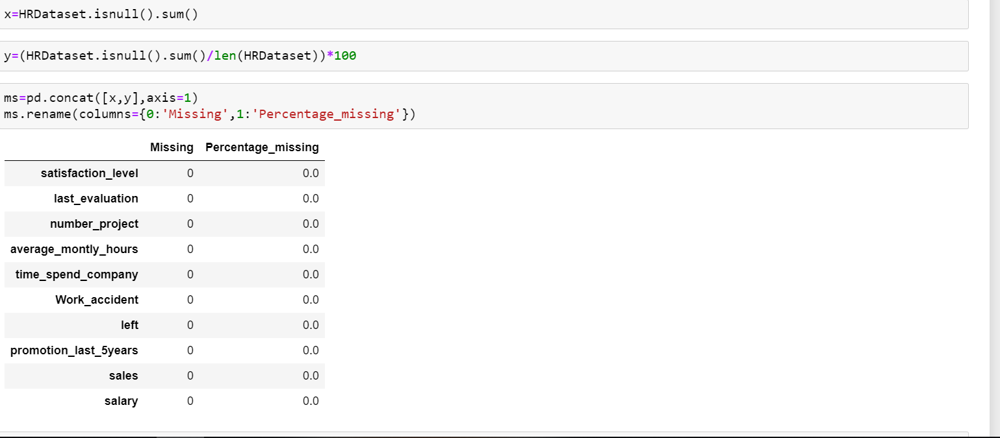 x=HRDataset.isnull().sum()
y=(HRDataset.isnull().sum()/len(HRDataset))*100
ms=pd.concat([x,y],axis=1)
ms.rename(columns={0:'Missing',1:'Percentage_missing'})
Missing Percentage_missing
satisfaction_level 0 0.0
last_evaluation 0 0.0
number_project 0 0.0
average_montly_hours 0 0.0
time_spend_company 0 0.0
Work_accident 0 0.0
left 0 0.0
promotion_last_5years 0 0.0
sales 0 0.0
salary 0 0.0